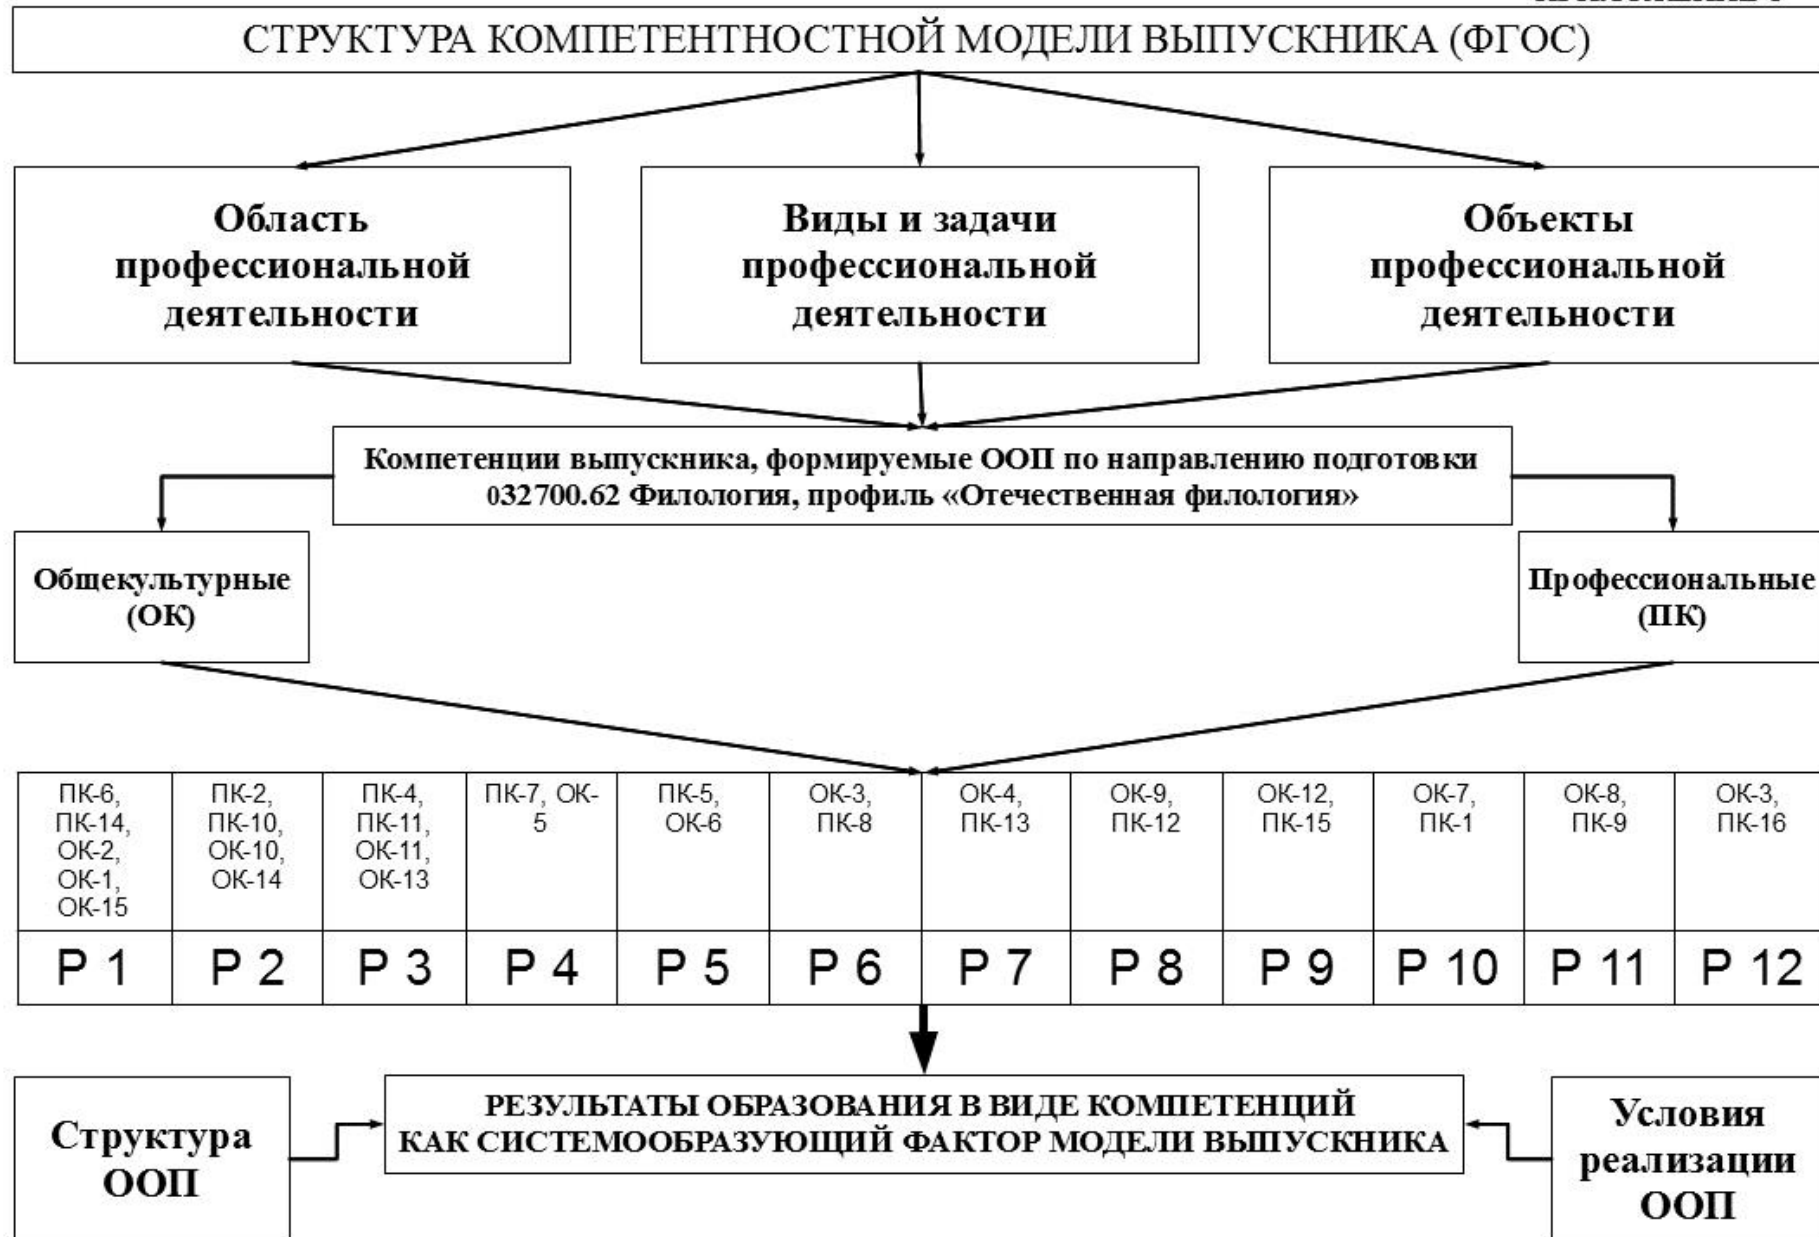 СТРУКТУРА КОМПЕТЕНТНОСТНОЙ МОДЕЛИ ВЫПУСКНИКА (ФГОС)
Область
профессиональной
деятельности
Виды и задачи
профессиональной
деятельности
Объекты
профессиональной
деятельности
Компетенции выпускника, формируемые ООП по направлению подготовки
032700.62 Филология, профиль «Отечественная филология»
Общекультурные
(ОК)
Профессиональные
(ПК)
ПК-6,
ПК-14,
ОК-2,
ОК-1,
ОК-15
ПК-2,
ПК-10,
ОК-10,
ОК-14
ПК-4,
ПК-11,
ОК-11,
ОК-13
ПК-7, ОК-
5
ПК-5,
ОК-6
ОК-3,
ПК-8
ОК-4,
ПК-13
ОК-9,
ПК-12
ОК-12,
ПК-15
ОК-7,
ПК-1
ОК-8,
ПК-9
ОК-3,
ПК-16
Р 1
Р 2
Р 3
Р 4
Р 5
Р 6
Р 7
Р 8
Р 9
Р 10
Р 11
Р 12
Структура
ООП
РЕЗУЛЬТАТЫ ОБРАЗОВАНИЯ В ВИДЕ КОМПЕТЕНЦИЙ
КАК СИСТЕМООБРАЗУЮЩИЙ ФАКТОР МОДЕЛИ ВЫПУСКНИКА
Условия
реализации
ООП